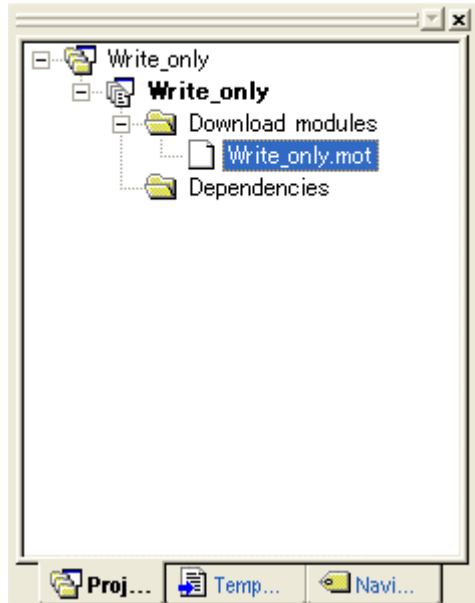 Write_only
Write_only
Download modules
Write_only.mot
Dependencies
Proj... Temp... Navi...